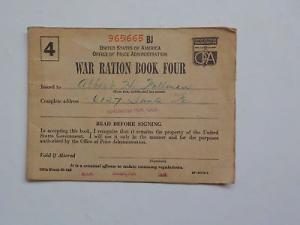 965665 BJ
4
UNITED STATES OF AMERICA
OFFICE OF PRICE ADMINISTRATION
OPA
WAR RATION BOOK FOUR
Issued to Albert H.
Complete address 6127
READ BEFORE SIGNING
In accepting this book, I recognize that it remains the property of the United
States Government. I will use it only in the manner and for the purposes
authorized by the Office of Price Administration.
Void if Altered
It is a criminal offense to violate rationing regulations.